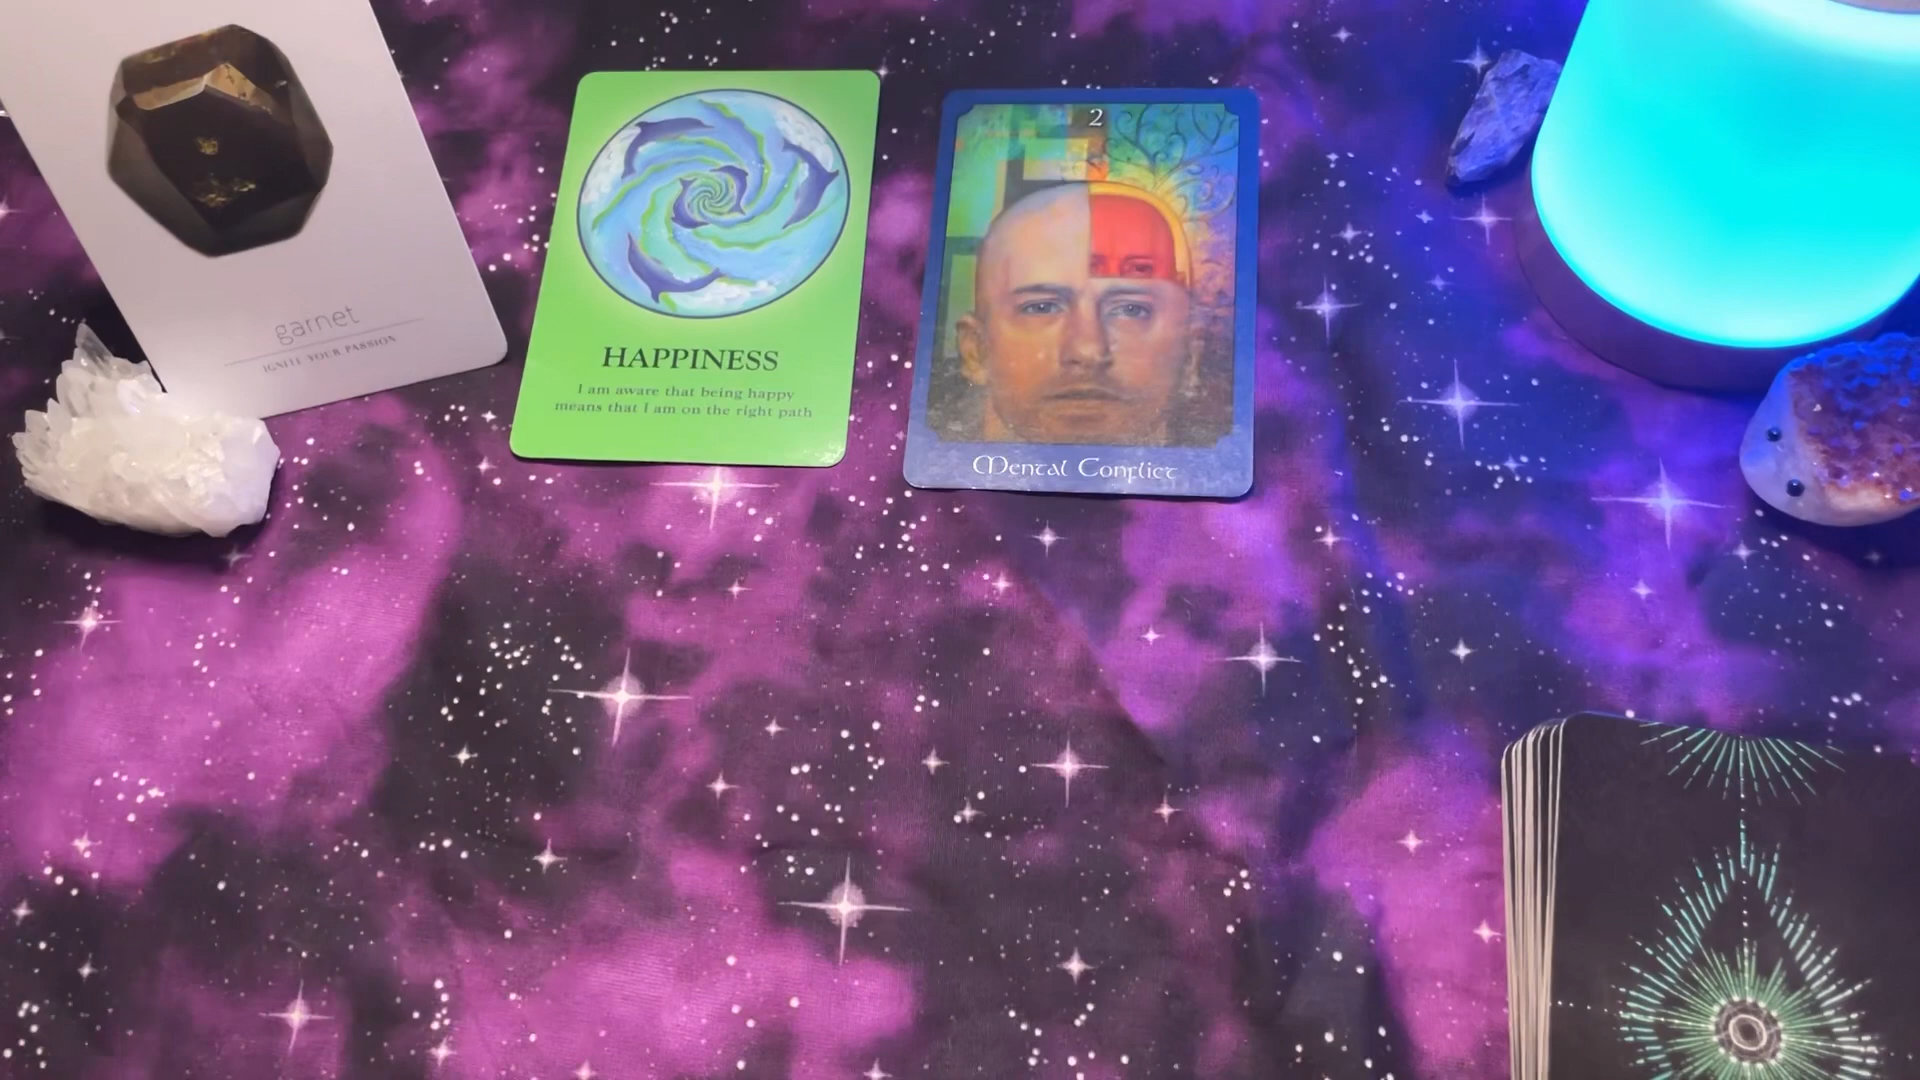 garnet
IGNITE YOUR PASSION
HAPPINESS
I am aware that being happy
means that I am on the right path
2
Mental Conflict